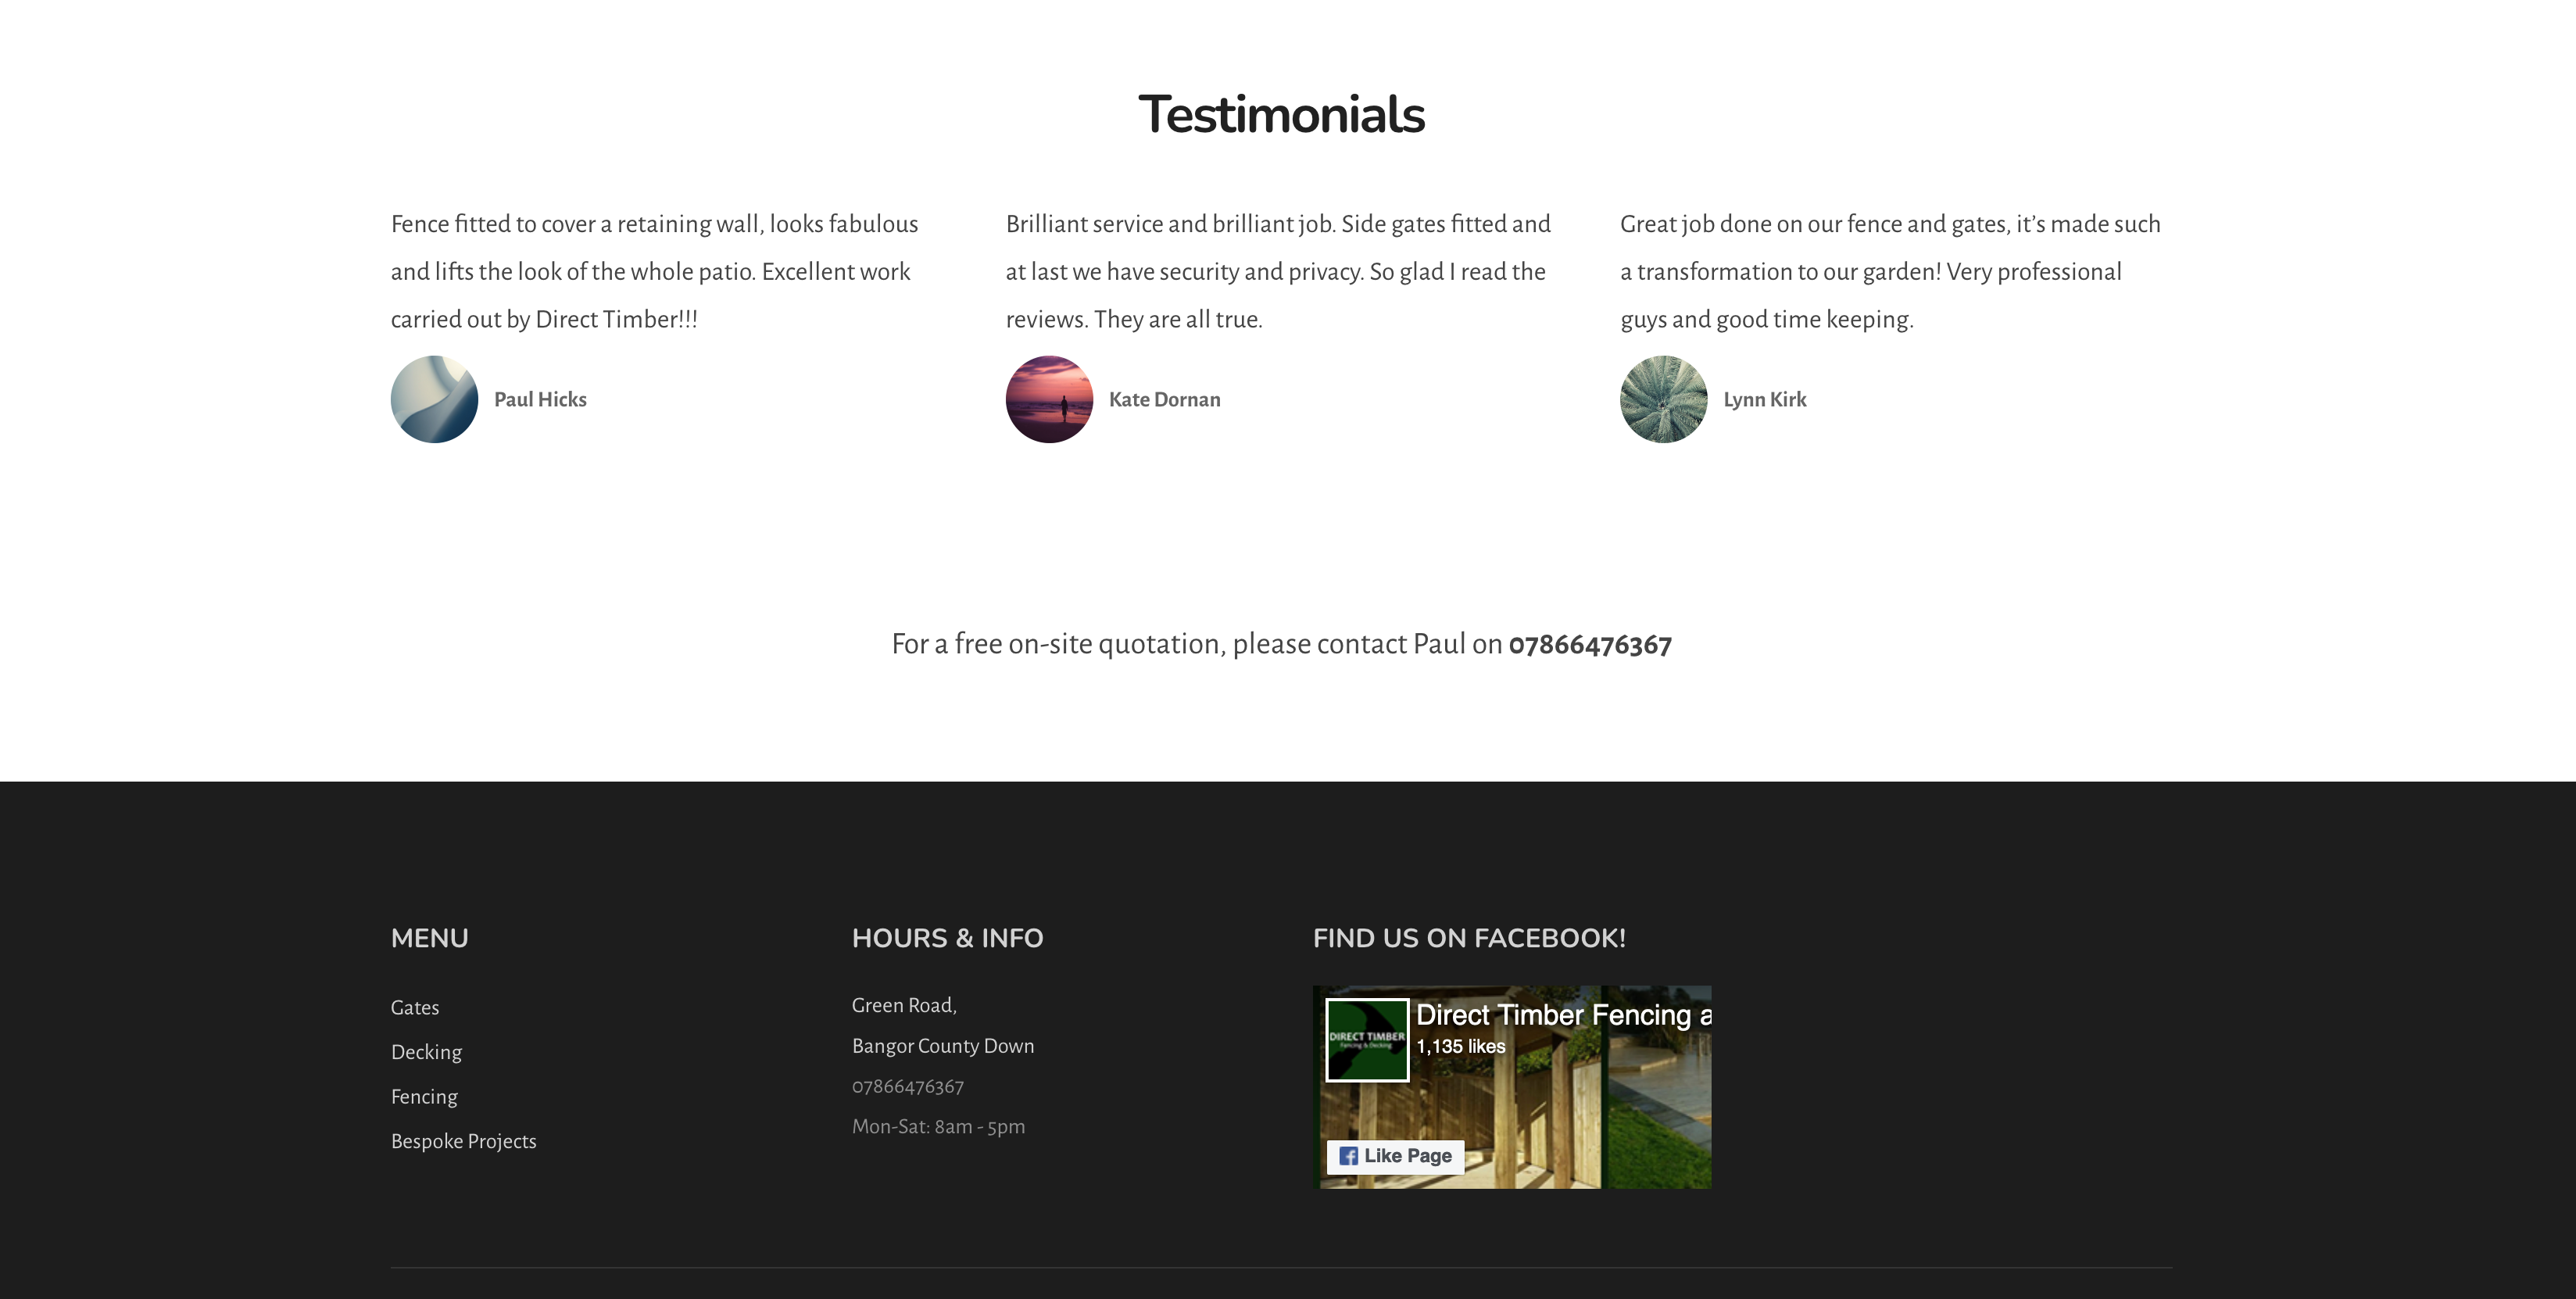 Testimonials
Fence fitted to cover a retaining wall, looks fabulous
and lifts the look of the whole patio. Excellent work
carried out by Direct Timber!!!
Paul Hicks
Brilliant service and brilliant job. Side gates fitted and
at last we have security and privacy. So glad I read the
reviews. They are all true.
Kate Dornan
Great job done on our fence and gates, it’s made such
a transformation to our garden! Very professional
guys and good time keeping.
Lynn Kirk
For a free on-site quotation, please contact Paul on 07866476367
MENU
Gates
Decking
Fencing
Bespoke Projects
HOURS & INFO
Green Road,
Bangor County Down
07866476367
Mon-Sat: 8am - 5pm
FIND US ON FACEBOOK!
DIRECT TIMBER
Fencing & Decking
Direct Timber Fencing a
1,135 likes
Like Page